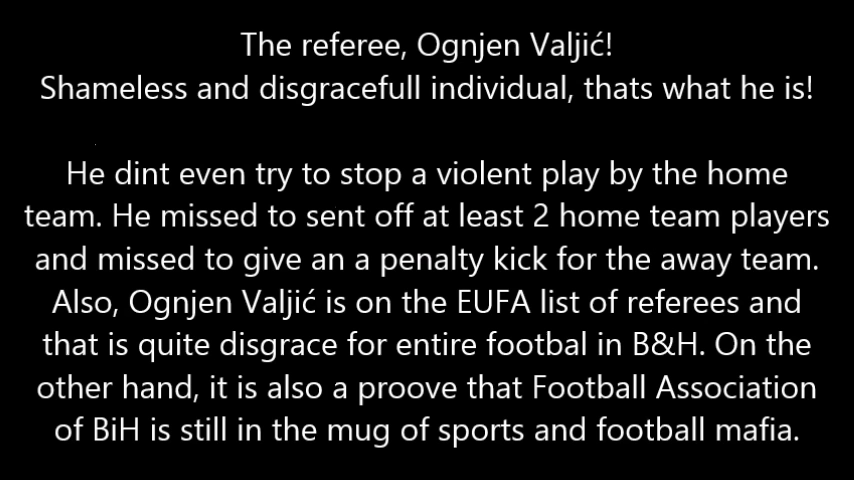 The referee, Ognjen Valjić!
Shameless and disgracefull individual, thats what he is!
He dint even try to stop a violent play by the home
team. He missed to sent off at least 2 home team players
and missed to give an a penalty kick for the away team.
Also, Ognjen Valjić is on the EUFA list of referees and
that is quite disgrace for entire footbal in B&H. On the
other hand, it is also a proove that Football Association
of BiH is still in the mug of sports and football mafia.